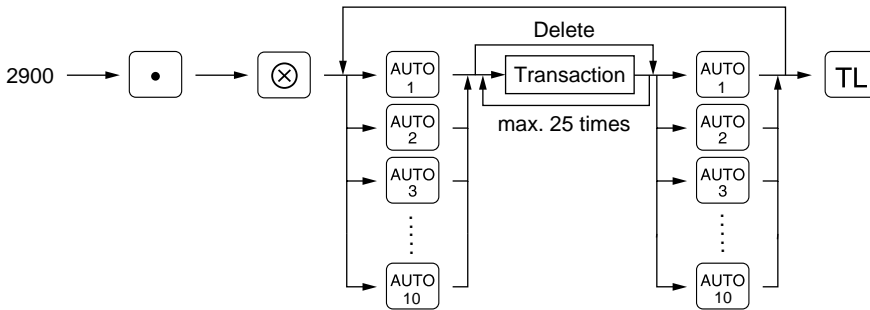 Delete
2900 • ⊗ AUTO 1 Transaction AUTO 1 TL
max. 25 times
AUTO 2 AUTO 2
AUTO 3 AUTO 3
AUTO 10 AUTO 10